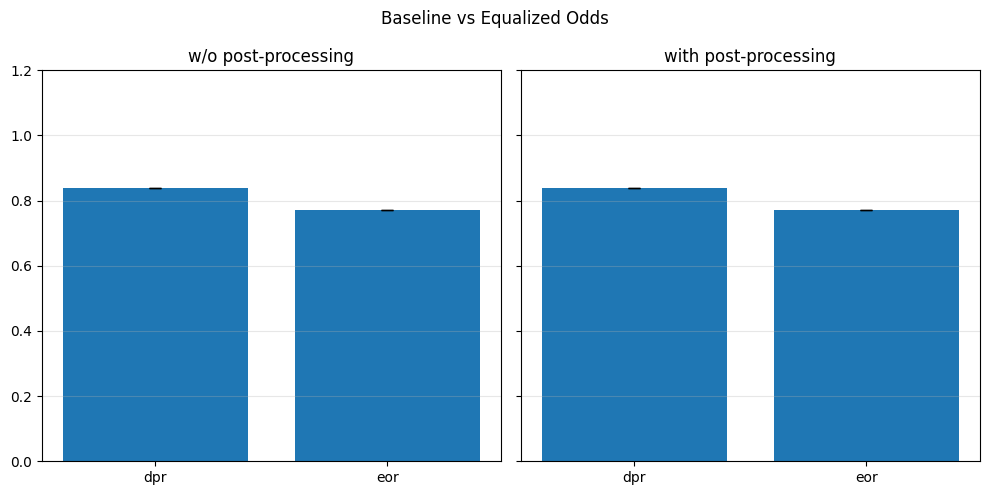 Baseline vs Equalized Odds
w/o post-processing
with post-processing
1.2
1.0
0.8
0.6
0.4
0.2
0.0
dpr
eor
dpr
eor